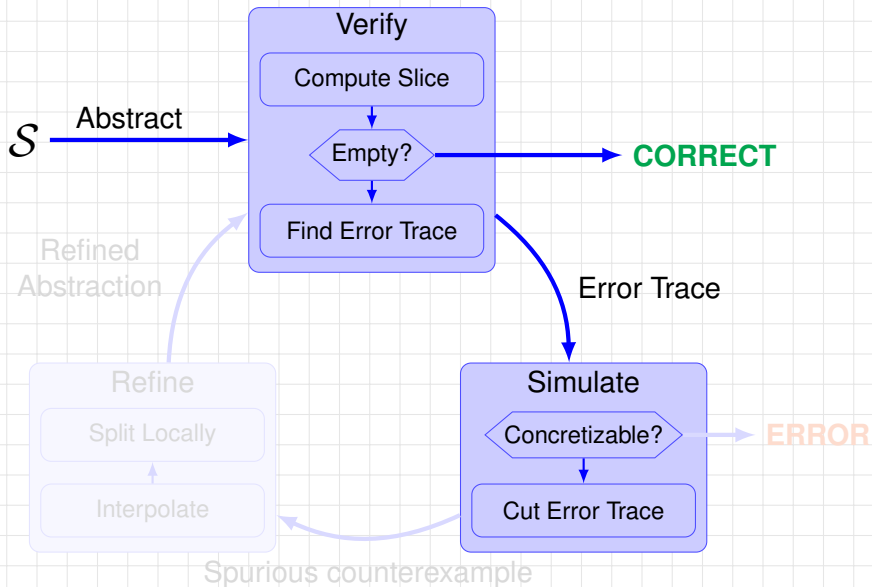 Verify
Compute Slice
Abstract
𝒮
Empty?
CORRECT
Find Error Trace
Refined
Abstraction
Error Trace
Refine
Simulate
Split Locally
Concretizable?
ERROR
Interpolate
Cut Error Trace
Spurious counterexample